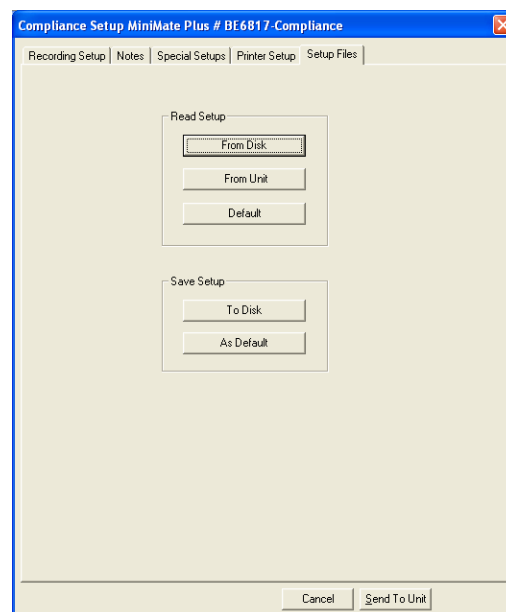 Compliance Setup MiniMate Plus # BE6817-Compliance
Recording Setup Notes Special Setups Printer Setup Setup Files
Read Setup
From Disk
From Unit
Default
Save Setup
To Disk
As Default
Cancel Send To Unit